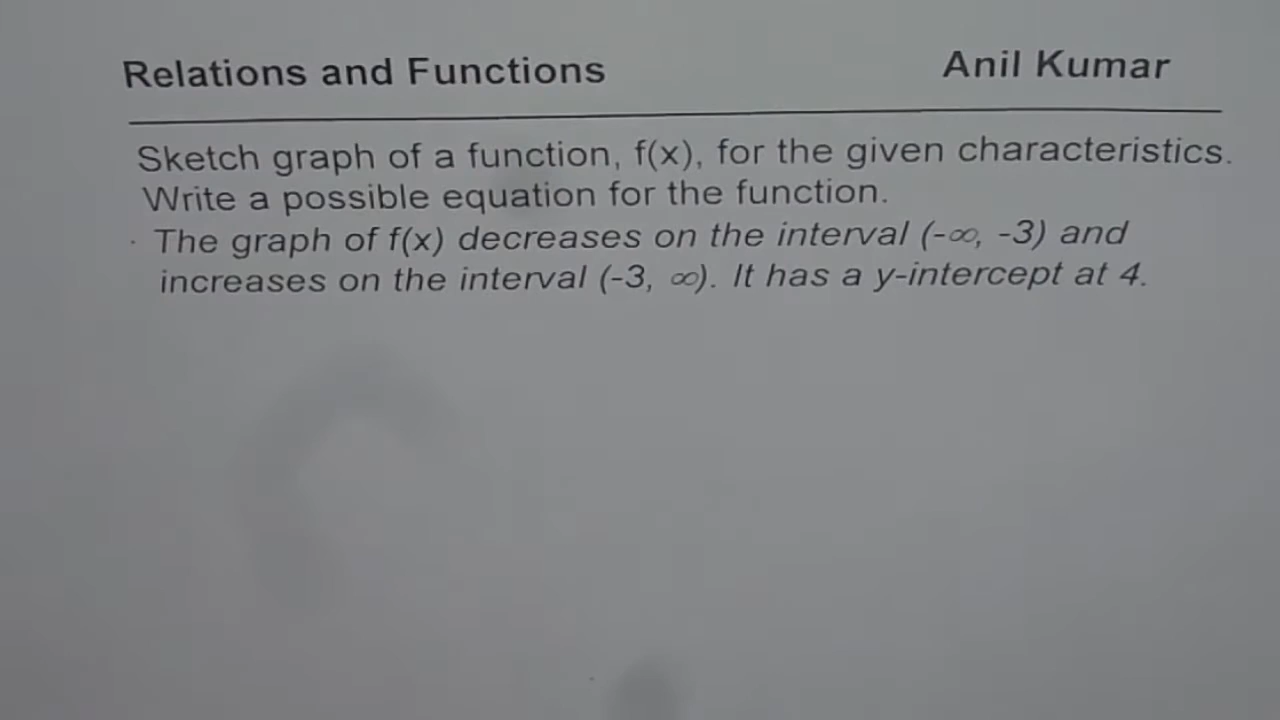 Relations and Functions
Anil Kumar
Sketch graph of a function, f(x), for the given characteristics.
Write a possible equation for the function.
· The graph of f(x) decreases on the interval (-∞, -3) and
increases on the interval (-3, ∞). It has a y-intercept at 4.